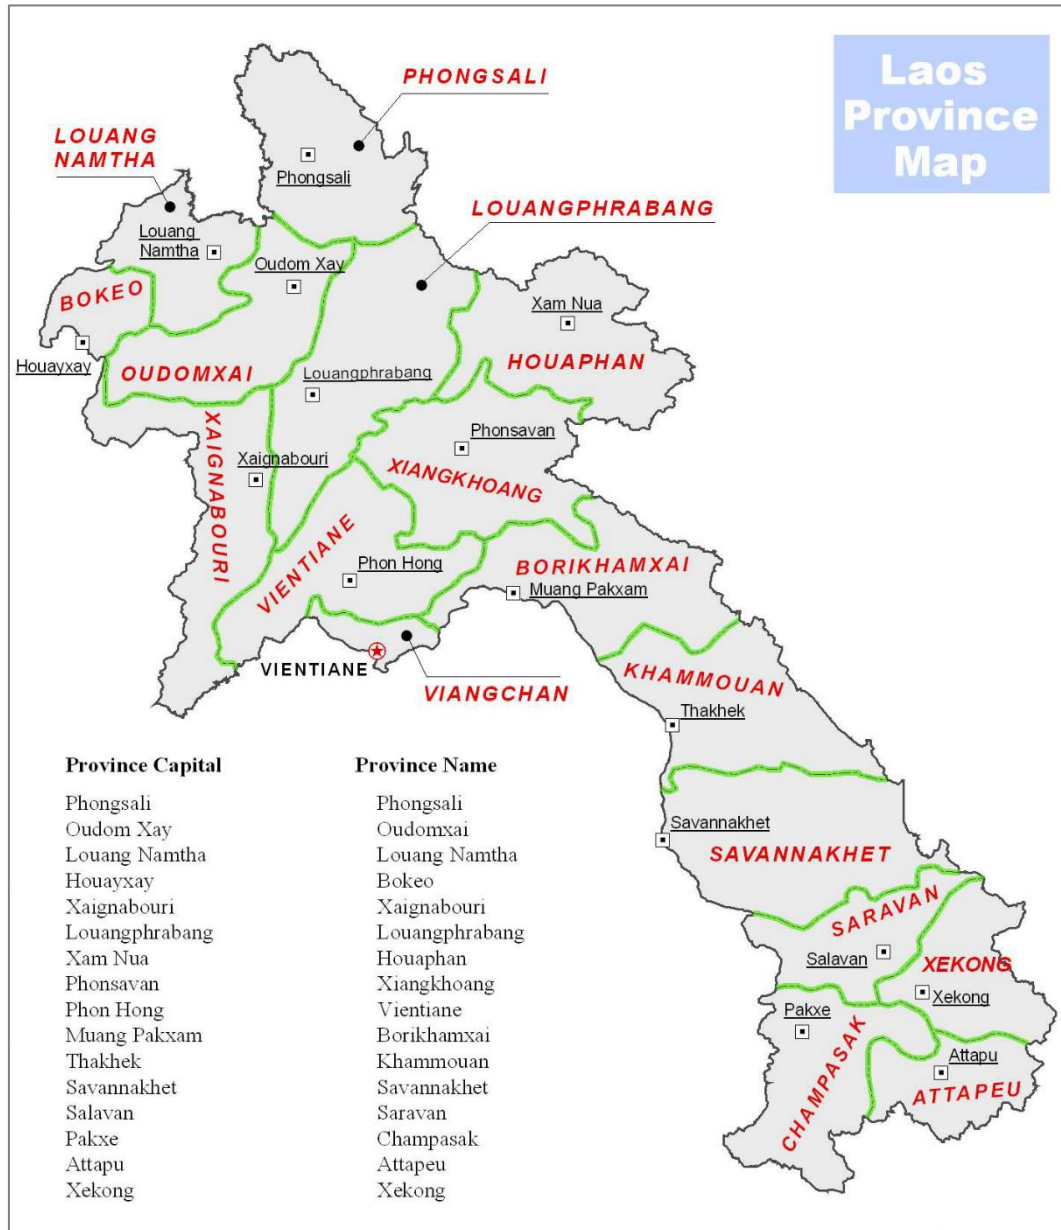 Laos
Province
Map
PHONGSALI
LOUANG
NAMTHA
Phongsali
LOUANGPHRABANG
Louang
Namtha
Oudom Xay
BOKEO
Xam Nua
Houayxay
OUDOMXAI
HOUAPHAN
Louangphrabang
XAIGNABOURI
Phonsavan
Xaignabouri
XIANGKHOANG
VIENTIANE
Phon Hong
BORIKHAMXAI
Muang Pakxam
VIENTIANE
VIANGCHAN
KHAMMOUAN
Thakhek
Savannakhet
SAVANNAKHET
SARAVAN
Salavan
XEKONG
Xekong
Pakxe
CHAMPASAK
Attapu
ATTAPEU
Province Capital Province Name
Phongsali Phongsali
Oudom Xay Oudomxai
Louang Namtha Louang Namtha
Houayxay Bokeo
Xaignabouri Xaignabouri
Louangphrabang Louangphrabang
Xam Nua Houaphan
Phonsavan Xiangkhoang
Phon Hong Vientiane
Muang Pakxam Borikhamxai
Thakhek Khammouan
Savannakhet Savannakhet
Salavan Saravan
Pakxe Champasak
Attapu Attapeu
Xekong Xekong